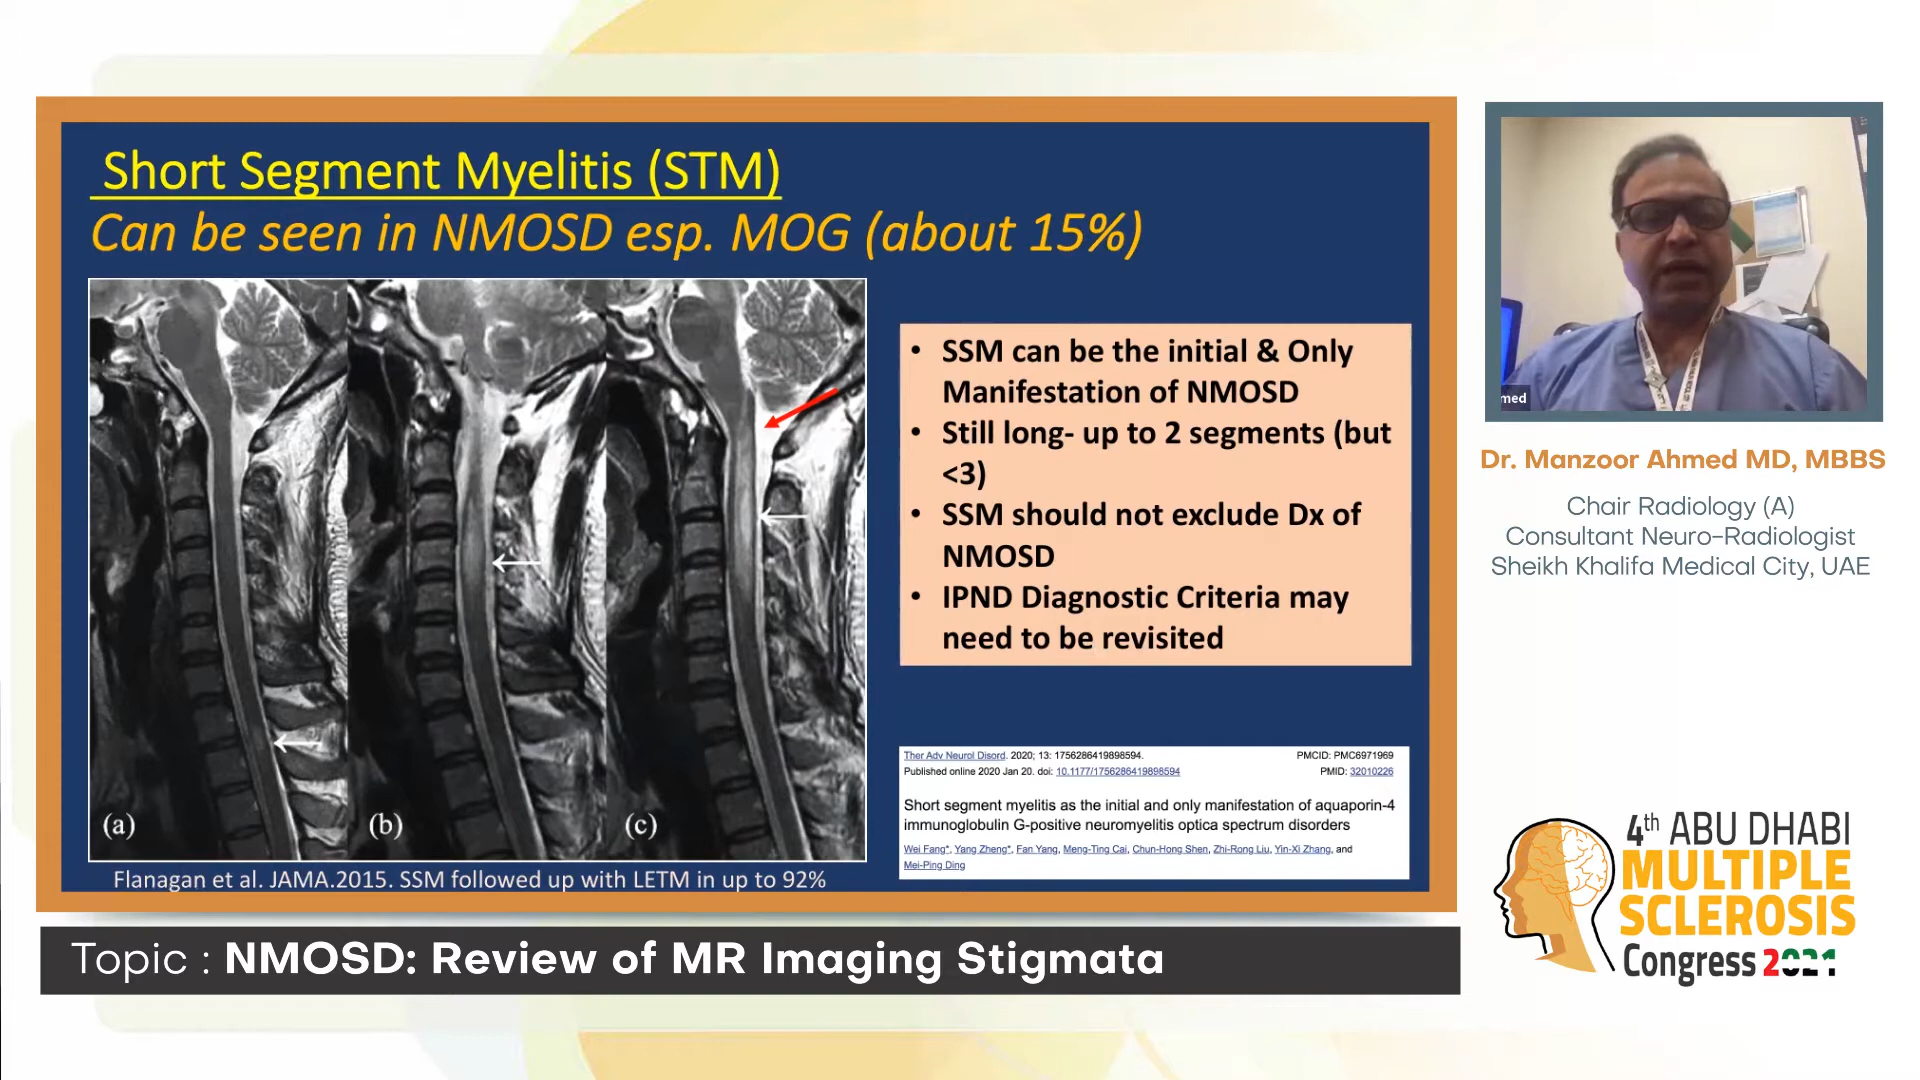 Short Segment Myelitis (STM)
Can be seen in NMOSD esp. MOG (about 15%)
(a)
(b)
(c)
Flanagan et al. JAMA.2015. SSM followed up with LETM in up to 92%
• SSM can be the initial & Only
Manifestation of NMOSD
• Still long- up to 2 segments (but
<3)
• SSM should not exclude Dx of
NMOSD
• IPND Diagnostic Criteria may
need to be revisited
Ther Adv Neurol Disord. 2020; 13: 1756286419898594.
PMCID: PMC6971969
Published online 2020 Jan 20. doi: 10.1177/1756286419898594
PMID: 32010226
Short segment myelitis as the initial and only manifestation of aquaporin-4
immunoglobulin G-positive neuromyelitis optica spectrum disorders
Wei Fang*, Yang Zheng*, Fan Yang, Meng-Ting Cai, Chun-Hong Shen, Zhi-Rong Liu, Yin-Xi Zhang, and
Mei-Ping Ding
med
Dr. Manzoor Ahmed MD, MBBS
Chair Radiology (A)
Consultant Neuro-Radiologist
Sheikh Khalifa Medical City, UAE
4th ABU DHABI
MULTIPLE
SCLEROSIS
Congress 2021
Topic : NMOSD: Review of MR Imaging Stigmata